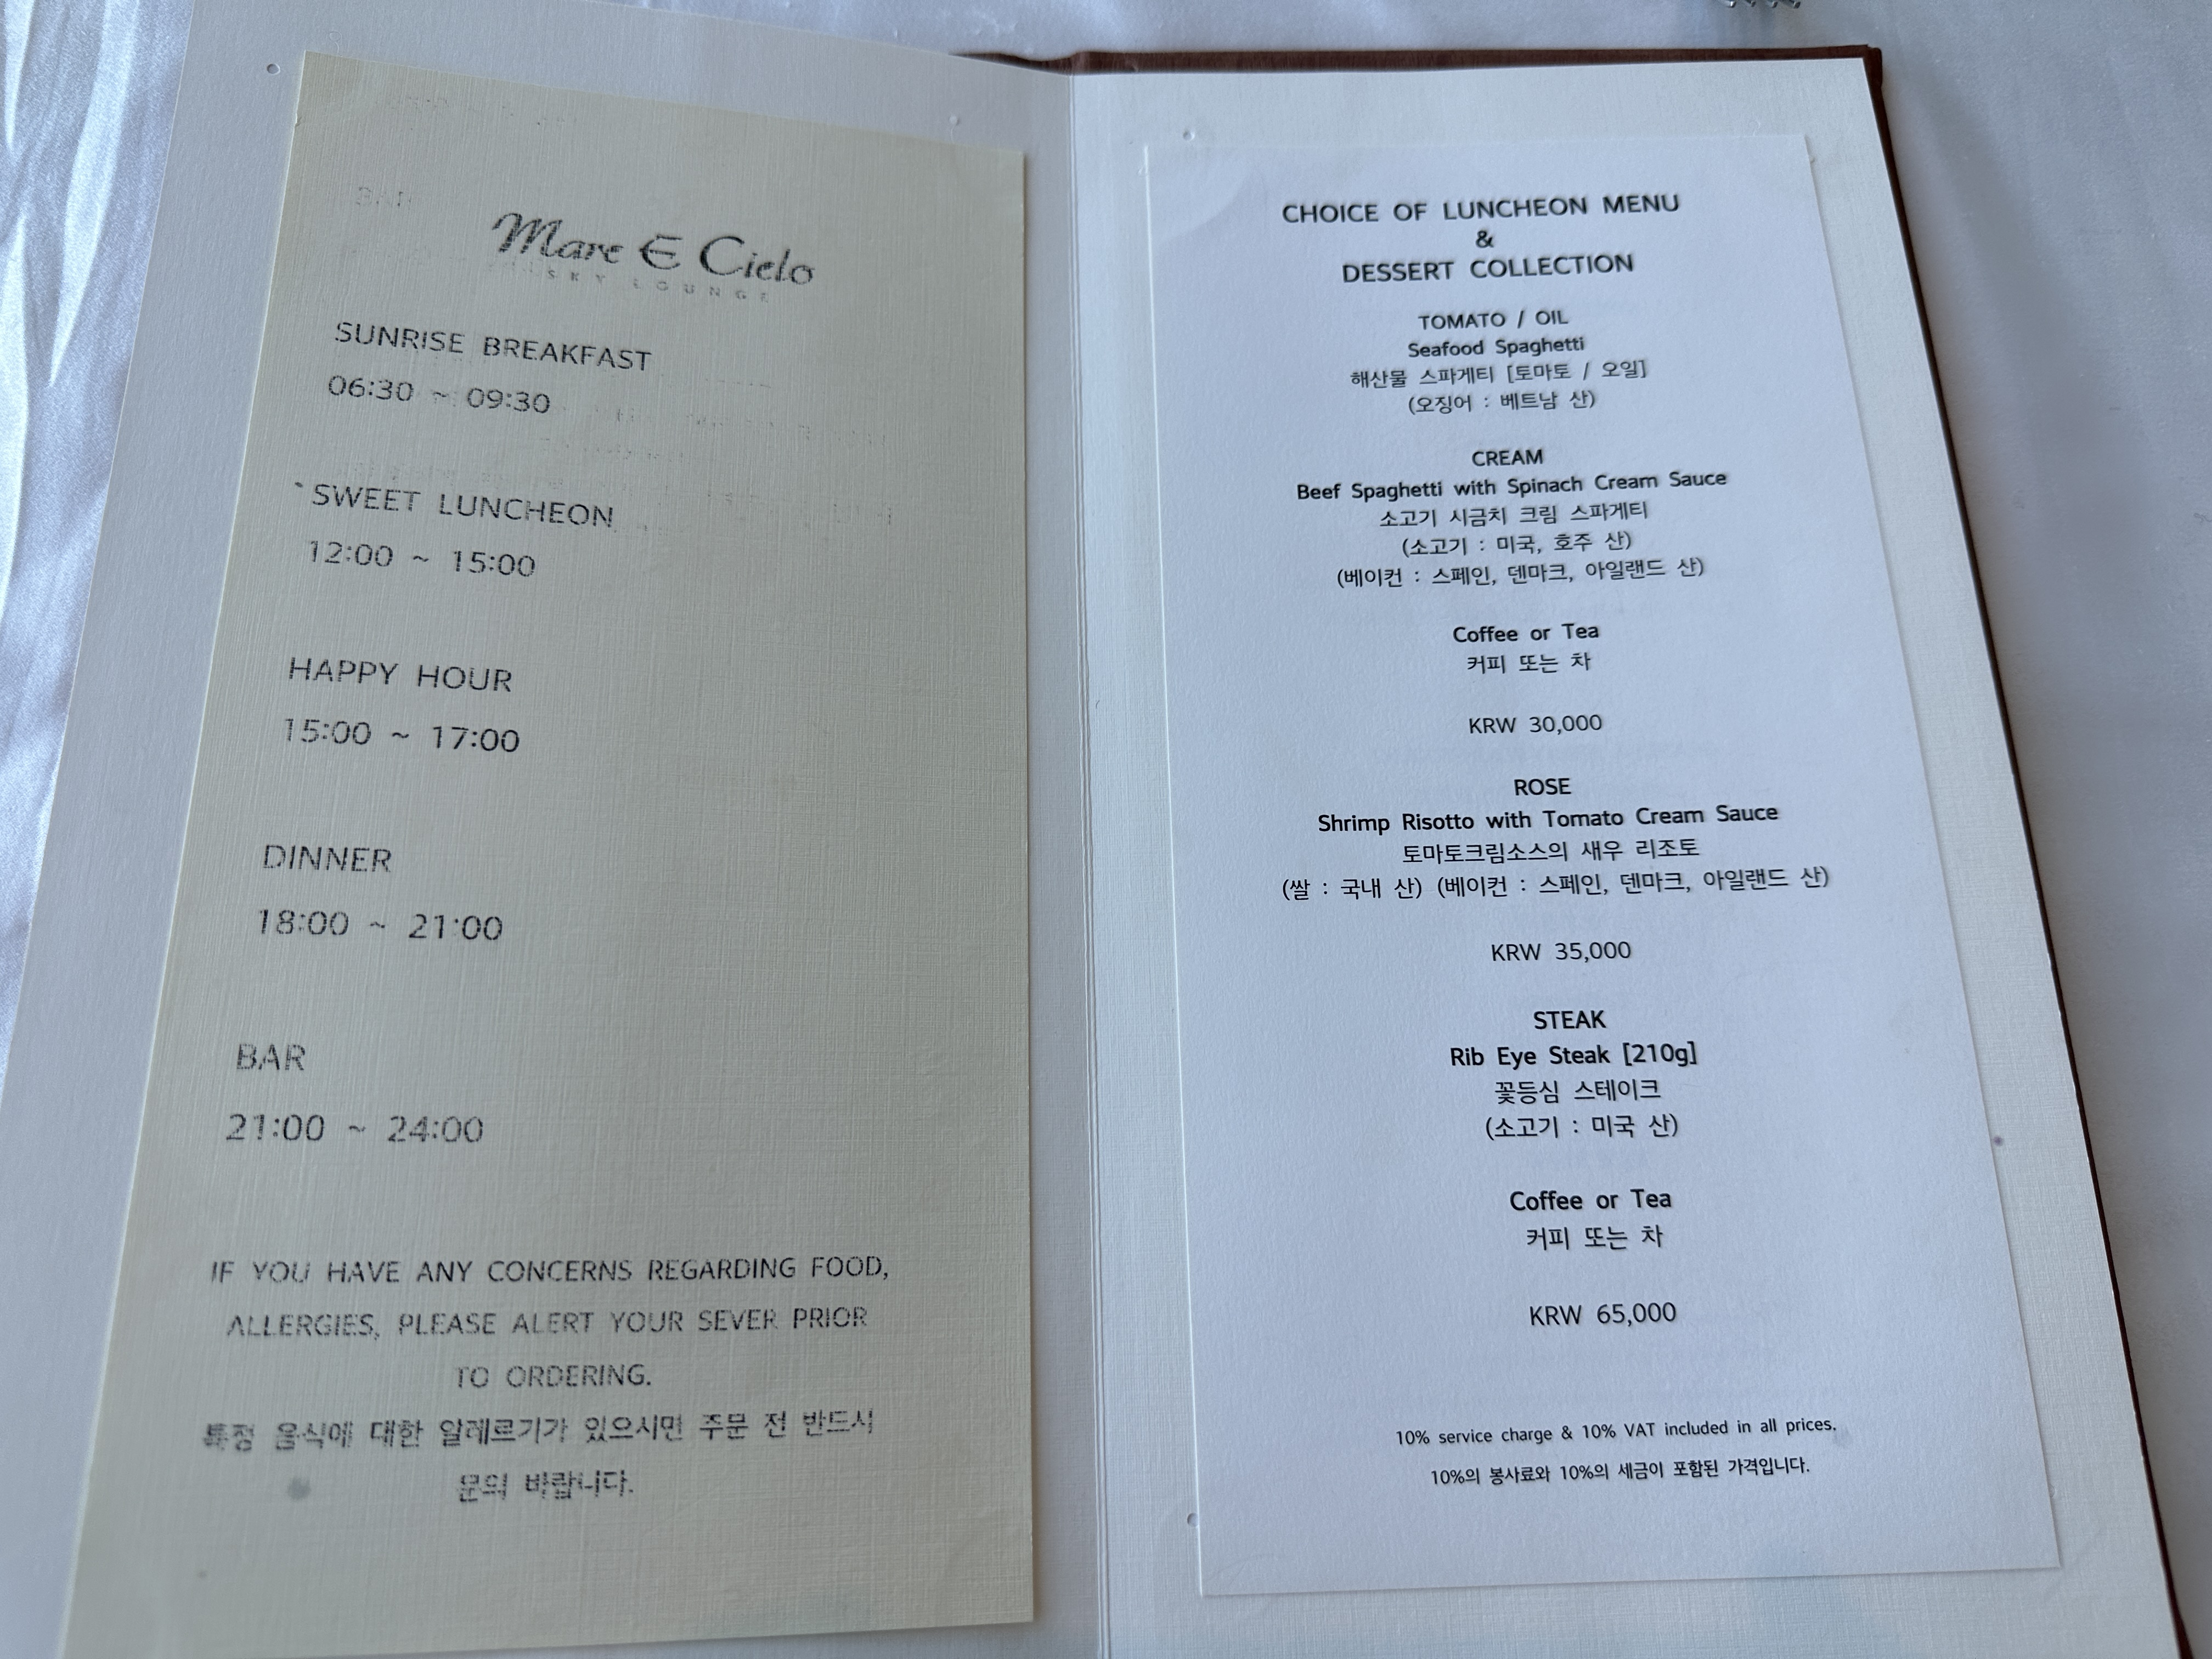 Mare E Cielo
SKY LOUNGE
SUNRISE BREAKFAST
06:30 ~ 09:30
SWEET LUNCHEON
12:00 ~ 15:00
HAPPY HOUR
15:00 ~ 17:00
DINNER
18:00 ~ 21:00
BAR
21:00 ~ 24:00
IF YOU HAVE ANY CONCERNS REGARDING FOOD,
ALLERGIES, PLEASE ALERT YOUR SEVER PRIOR
TO ORDERING.
특정 음식에 대한 알레르기가 있으시면 주문 전 반드시
문의 바랍니다.
CHOICE OF LUNCHEON MENU
&
DESSERT COLLECTION
TOMATO / OIL
Seafood Spaghetti
해산물 스파게티 [토마토 / 오일]
(오징어 : 베트남 산)
CREAM
Beef Spaghetti with Spinach Cream Sauce
소고기 시금치 크림 스파게티
(소고기 : 미국, 호주 산)
(베이컨 : 스페인, 덴마크, 아일랜드 산)
Coffee or Tea
커피 또는 차
KRW 30,000
ROSE
Shrimp Risotto with Tomato Cream Sauce
토마토크림소스의 새우 리조토
(쌀 : 국내 산) (베이컨 : 스페인, 덴마크, 아일랜드 산)
KRW 35,000
STEAK
Rib Eye Steak [210g]
꽃등심 스테이크
(소고기 : 미국 산)
Coffee or Tea
커피 또는 차
KRW 65,000
10% service charge & 10% VAT included in all prices.
10%의 봉사료와 10%의 세금이 포함된 가격입니다.